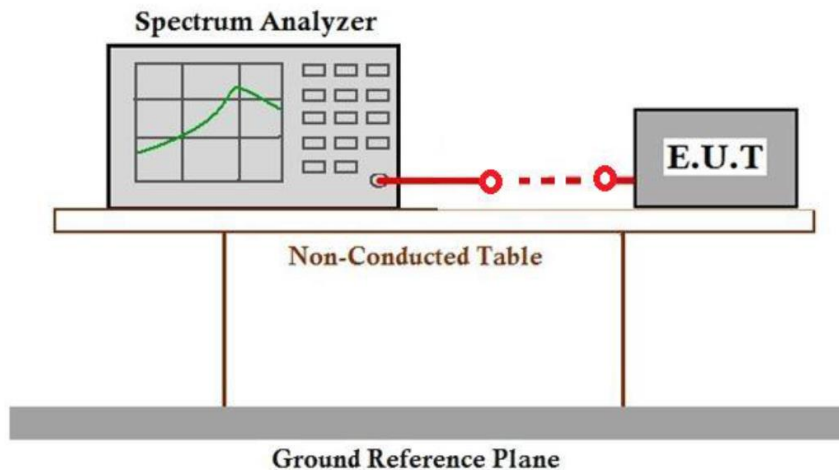 Spectrum Analyzer
E.U.T
Non-Conducted Table
Ground Reference Plane